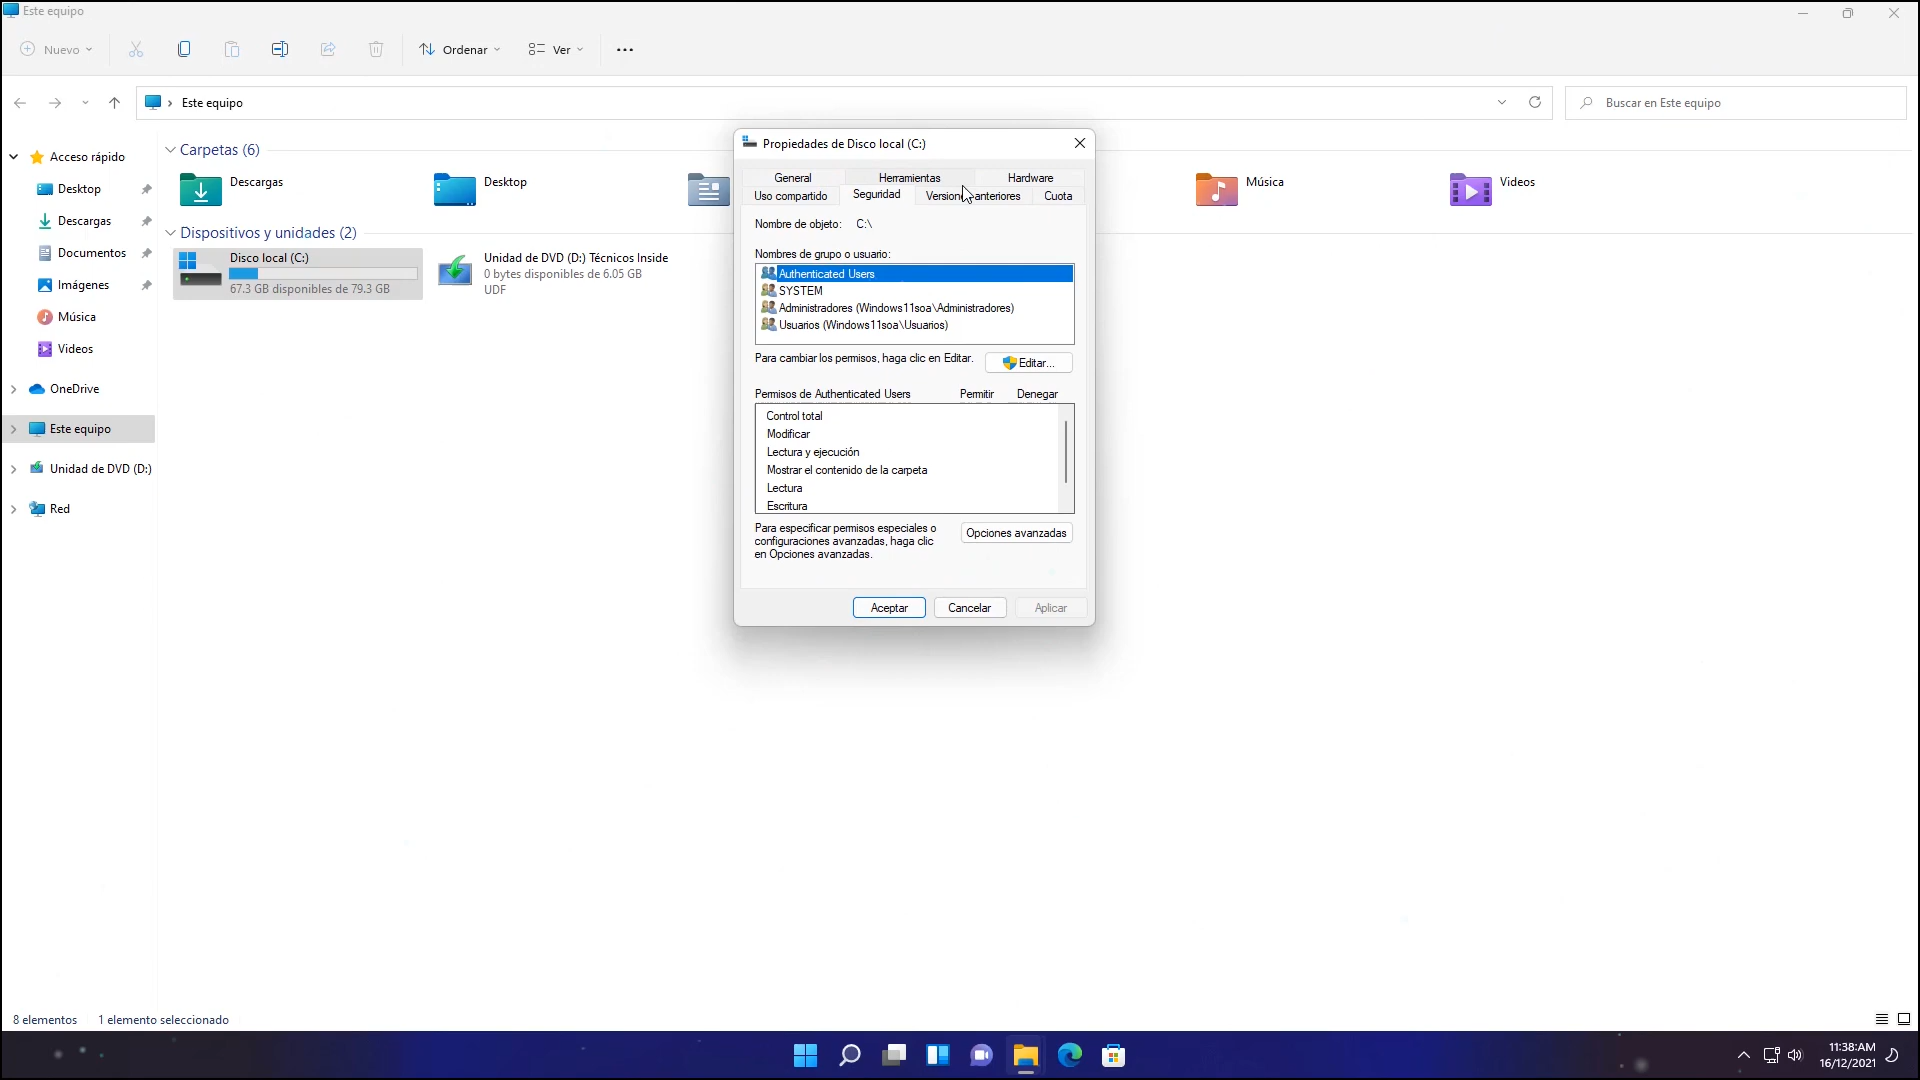 Este equipo
Nuevo
Ordenar
Ver
Este equipo
Buscar en Este equipo
Acceso rápido
Desktop
Descargas
Documentos
Imágenes
Música
Videos
OneDrive
Este equipo
Unidad de DVD (D:)
Red
Carpetas (6)
Descargas
Desktop
Música
Videos
Dispositivos y unidades (2)
Disco local (C:)
67.3 GB disponibles de 79.3 GB
Unidad de DVD (D:) Técnicos Inside
0 bytes disponibles de 6.05 GB
UDF
Propiedades de Disco local (C:)
General
Herramientas
Hardware
Uso compartido
Seguridad
Versiones anteriores
Cuota
Nombre de objeto: C:\
Nombres de grupo o usuario:
Authenticated Users
SYSTEM
Administradores (Windows11soa\Administradores)
Usuarios (Windows11soa\Usuarios)
Para cambiar los permisos, haga clic en Editar.
Editar...
Permisos de Authenticated Users Permitir Denegar
Control total
Modificar
Lectura y ejecución
Mostrar el contenido de la carpeta
Lectura
Escritura
Para especificar permisos especiales o
configuraciones avanzadas, haga clic
en Opciones avanzadas.
Opciones avanzadas
Aceptar
Cancelar
Aplicar
8 elementos
1 elemento seleccionado
11:38:AM
16/12/2021